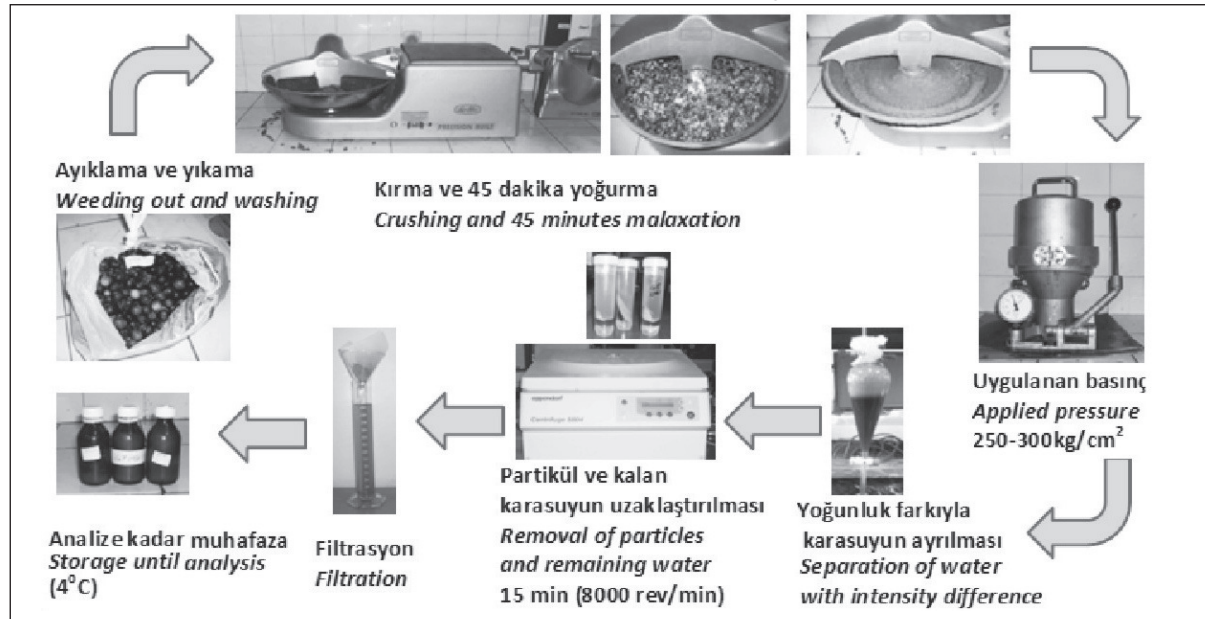 Ayıklama ve yıkama
Weeding out and washing
Kırma ve 45 dakika yoğurma
Crushing and 45 minutes malaxation
Uygulanan basınç
Applied pressure
250-300kg/cm²
Yoğunluk farkıyla
karasuyun ayrılması
Separation of water
with intensity difference
Partikül ve kalan
karasuyun uzaklaştırılması
Removal of particles
and remaining water
15 min (8000 rev/min)
Filtrasyon
Filtration
Analize kadar muhafaza
Storage until analysis
(4⁰C)
eppendorf